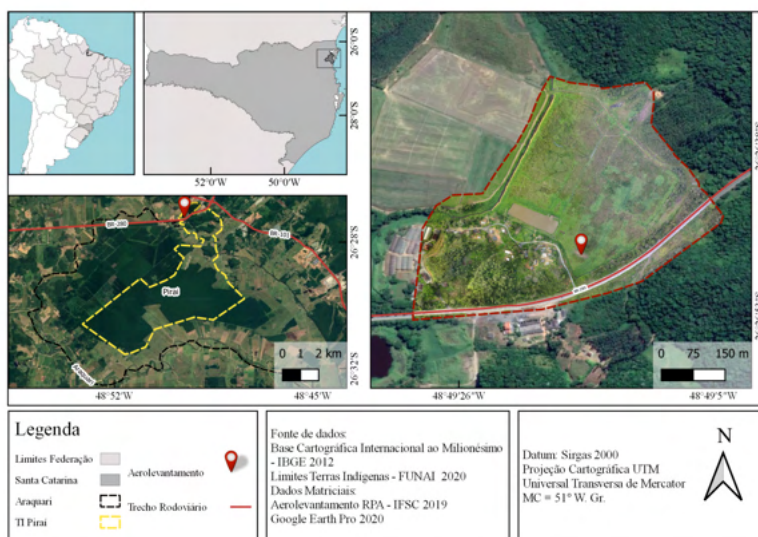 26°0'S
28°0'S
52°0'W 50°0'W
BR-280
BR-101
Piraí
Araquari
0 1 2 km
26°28'S
26°32'S
48°52'W 48°45'W
0 75 150 m
48°49'26"W 48°49'5"W
Legenda
Limites Federação
Santa Catarina
Araquari
TI Piraí
Aerolevantamento
Trecho Rodoviário
Fonte de dados:
Base Cartográfica Internacional ao Milionésimo
- IBGE 2012
Limites Terras Indígenas - FUNAI 2020
Dados Matriciais:
Aerolevantamento RPA - IFSC 2019
Google Earth Pro 2020
Datum: Sirgas 2000
Projeção Cartográfica UTM
Universal Transversa de Mercator
MC = 51º W. Gr.
N